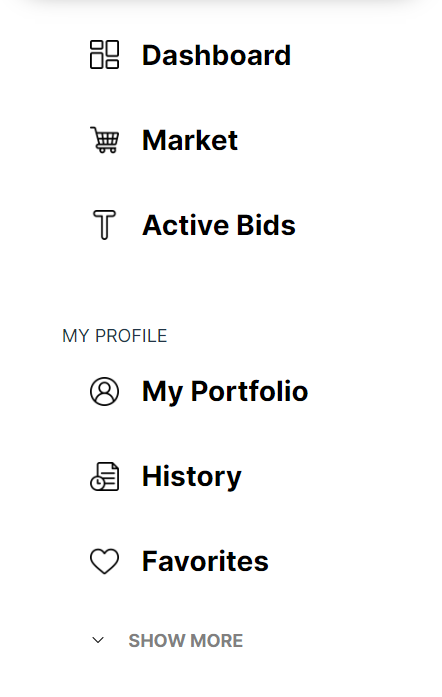 Dashboard
Market
Active Bids
MY PROFILE
My Portfolio
History
Favorites
SHOW MORE